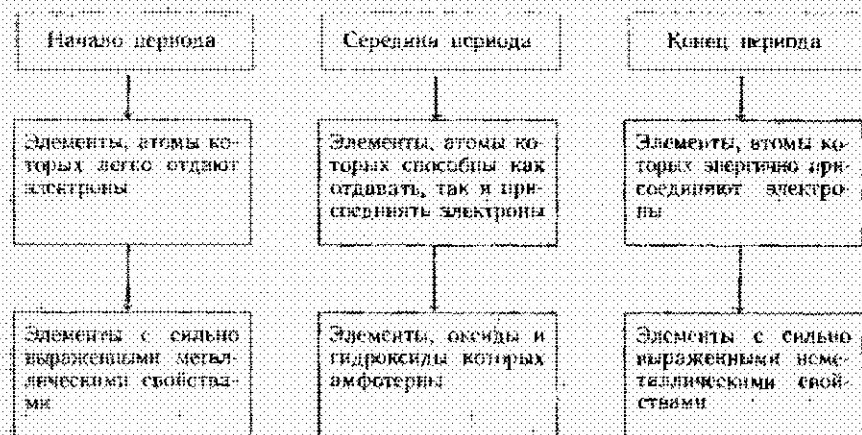 Начало периода
Середина периода
Конец периода
Элементы, атомы ко-
торых легко отдают
электроны
Элементы, атомы ко-
торых способны как
отдавать, так и при-
соединять электроны
Элементы, атомы ко-
торых энергично при-
соединяют электро-
ны
Элементы с сильно
выраженными метал-
лическими свойства-
ми
Элементы, оксиды и
гидроксиды которых
амфотерны
Элементы с сильно
выраженными неме-
таллическими свой-
ствами